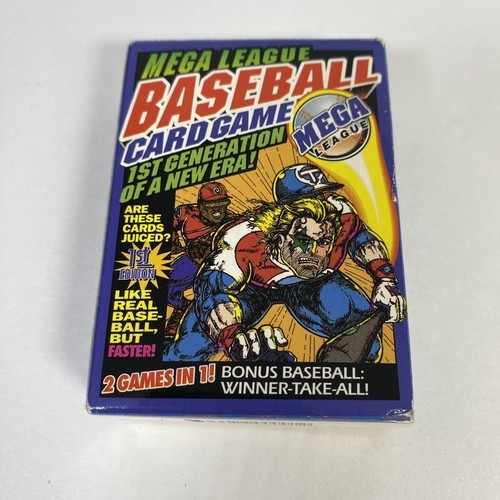 MEGA LEAGUE
BASEBALL
CARD GAME
1ST GENERATION
OF A NEW ERA!
MEGA
LEAGUE
ARE
THESE
CARDS
JUICED?
1st
EDITION
LIKE
REAL
BASE-
BALL,
BUT
FASTER!
2 GAMES IN 1!
BONUS BASEBALL:
WINNER-TAKE-ALL!